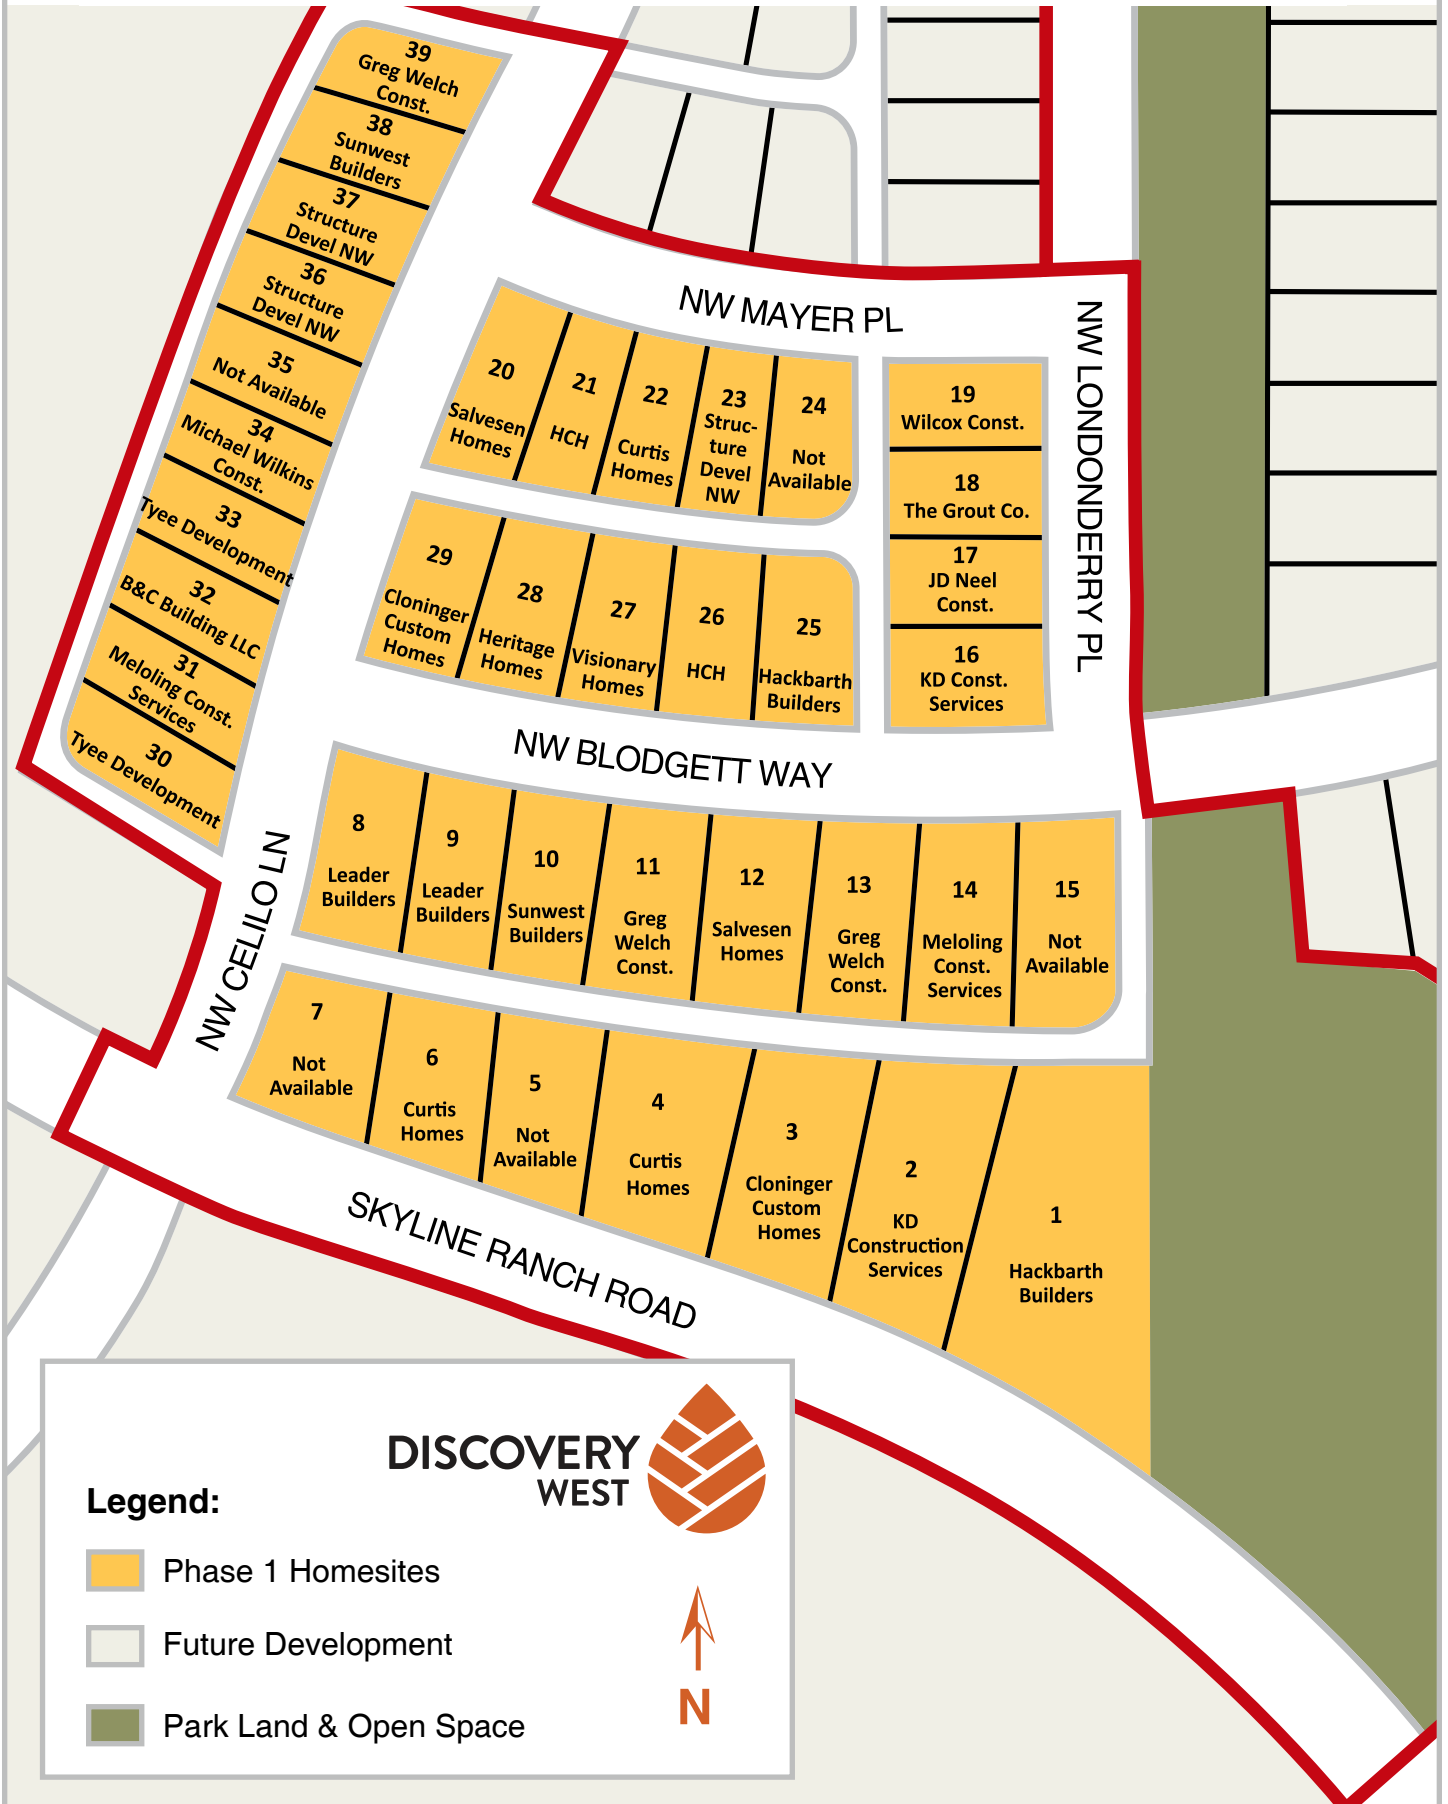 39
Greg Welch
Const.
38
Sunwest
Builders
37
Structure
Devel NW
36
Structure
Devel NW
35
Not Available
34
Michael Wilkins
Const.
33
Tyee Development
32
B&C Building LLC
31
Meloling Const.
Services
30
Tyee Development
NW MAYER PL
NW LONDONDERRY PL
20
Salvesen
Homes
21
HCH
22
Curtis
Homes
23
Struc-
ture
Devel
NW
24
Not
Available
19
Wilcox Const.
18
The Grout Co.
17
JD Neel
Const.
16
KD Const.
Services
29
Cloninger
Custom
Homes
28
Heritage
Homes
27
Visionary
Homes
26
HCH
25
Hackbarth
Builders
NW BLODGETT WAY
NW CELILO LN
8
Leader
Builders
9
Leader
Builders
10
Sunwest
Builders
11
Greg
Welch
Const.
12
Salvesen
Homes
13
Greg
Welch
Const.
14
Meloling
Const.
Services
15
Not
Available
7
Not
Available
6
Curtis
Homes
5
Not
Available
4
Curtis
Homes
3
Cloninger
Custom
Homes
2
KD
Construction
Services
1
Hackbarth
Builders
SKYLINE RANCH ROAD
DISCOVERY
WEST
Legend:
Phase 1 Homesites
Future Development
Park Land & Open Space
N